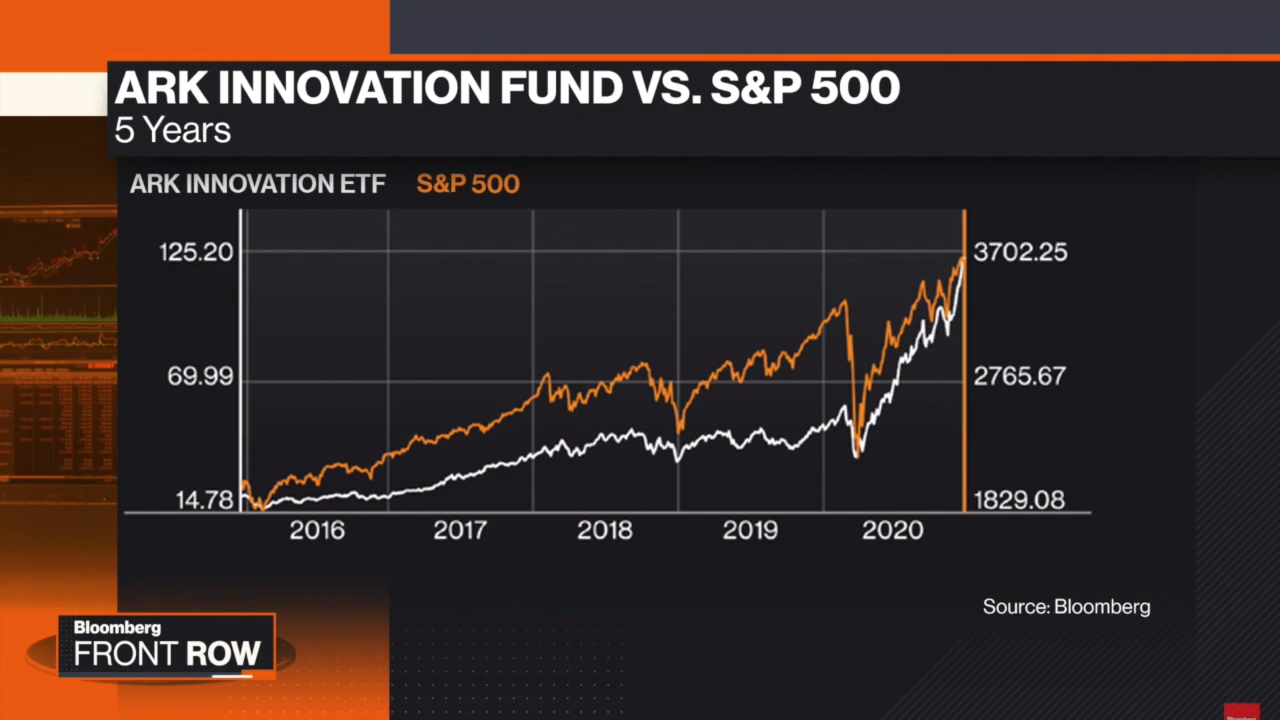 ARK INNOVATION FUND VS. S&P 500
5 Years
ARK INNOVATION ETF S&P 500
125.20 3702.25
69.99 2765.67
14.78 1829.08
2016 2017 2018 2019 2020
Source: Bloomberg
Bloomberg
FRONT ROW
Bloomberg